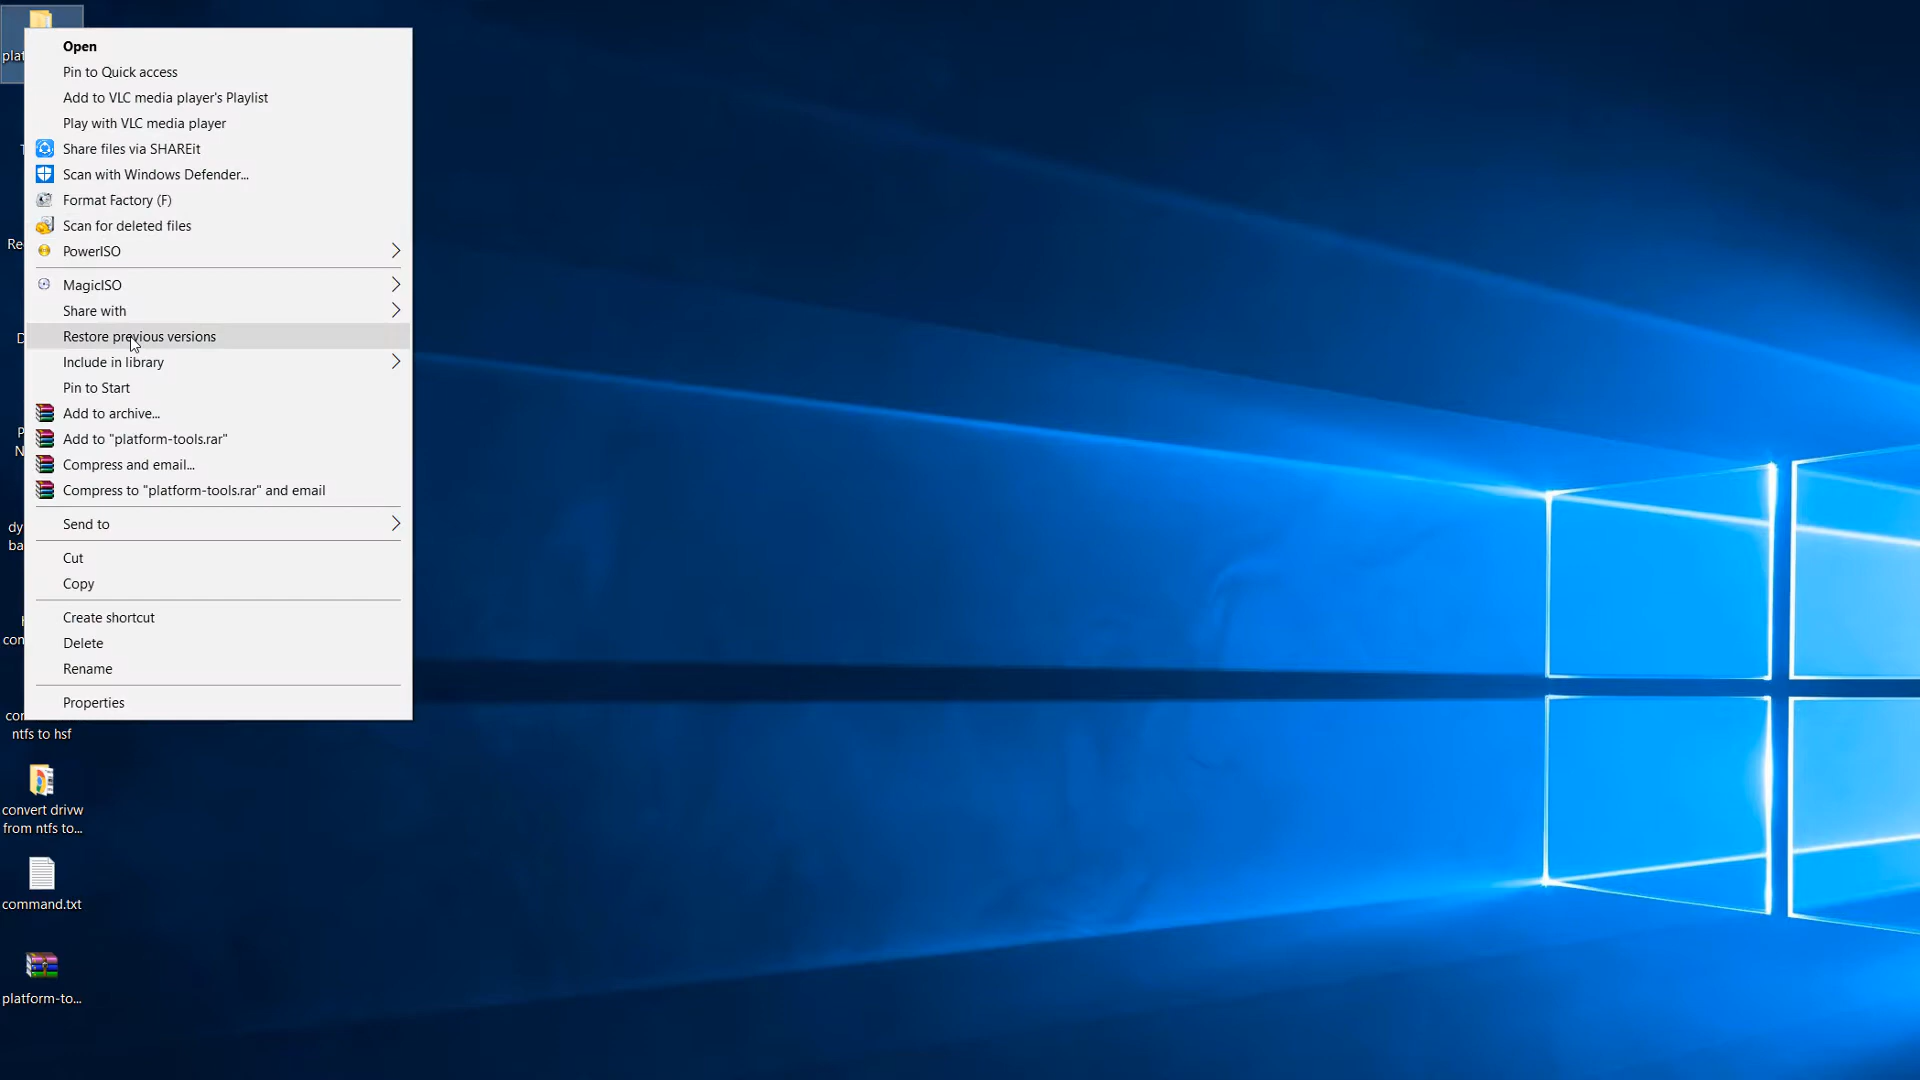 Open
Pin to Quick access
Add to VLC media player's Playlist
Play with VLC media player
Share files via SHAREit
Scan with Windows Defender...
Format Factory (F)
Scan for deleted files
PowerISO
MagicISO
Share with
Restore previous versions
Include in library
Pin to Start
Add to archive...
Add to "platform-tools.rar"
Compress and email...
Compress to "platform-tools.rar" and email
Send to
Cut
Copy
Create shortcut
Delete
Rename
Properties
ntfs to hsf
convert drivw
from ntfs to...
command.txt
platform-to...